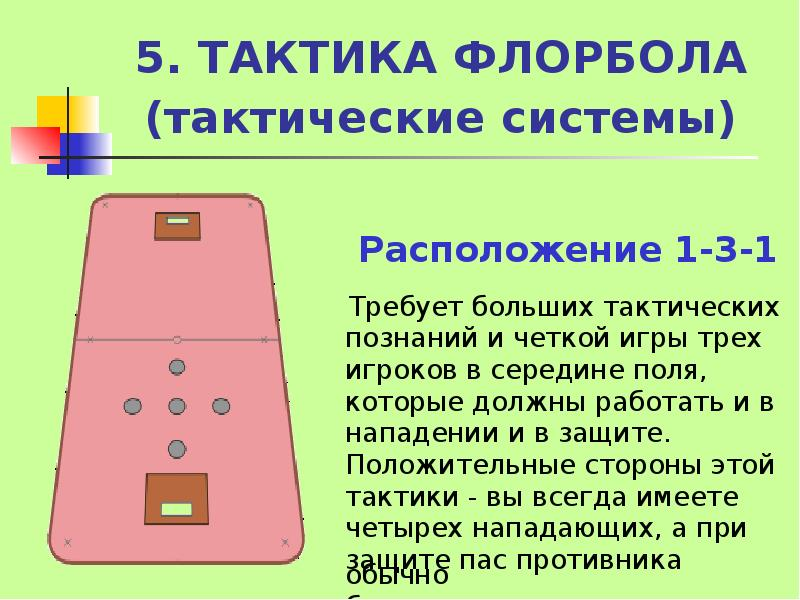 5. ТАКТИКА ФЛОРБОЛА
(тактические системы)
Расположение 1-3-1
Требует больших тактических
познаний и четкой игры трех
игроков в середине поля,
которые должны работать и в
нападении и в защите.
Положительные стороны этой
тактики - вы всегда имеете
четырех нападающих, а при
защите пас противника
обычно